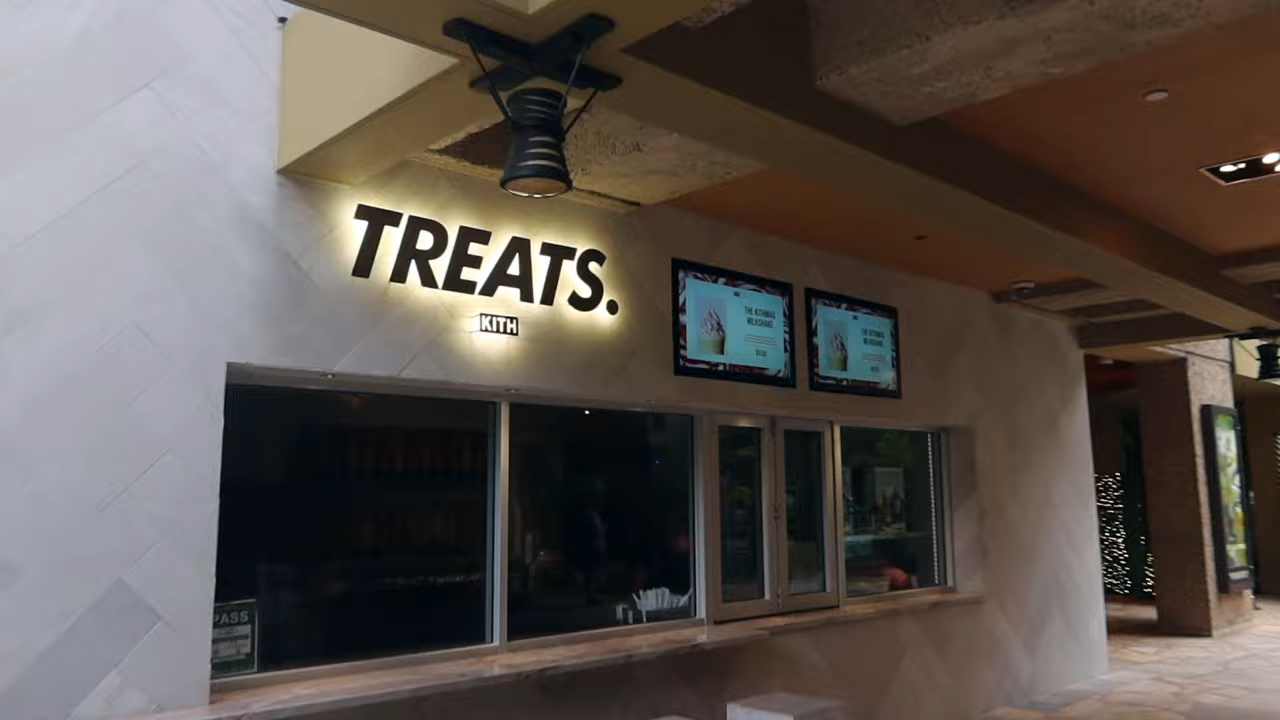 TREATS.
KITH
THE KITHMAS
MILKSHAKE
THE KITHMAS
MILKSHAKE
PASS